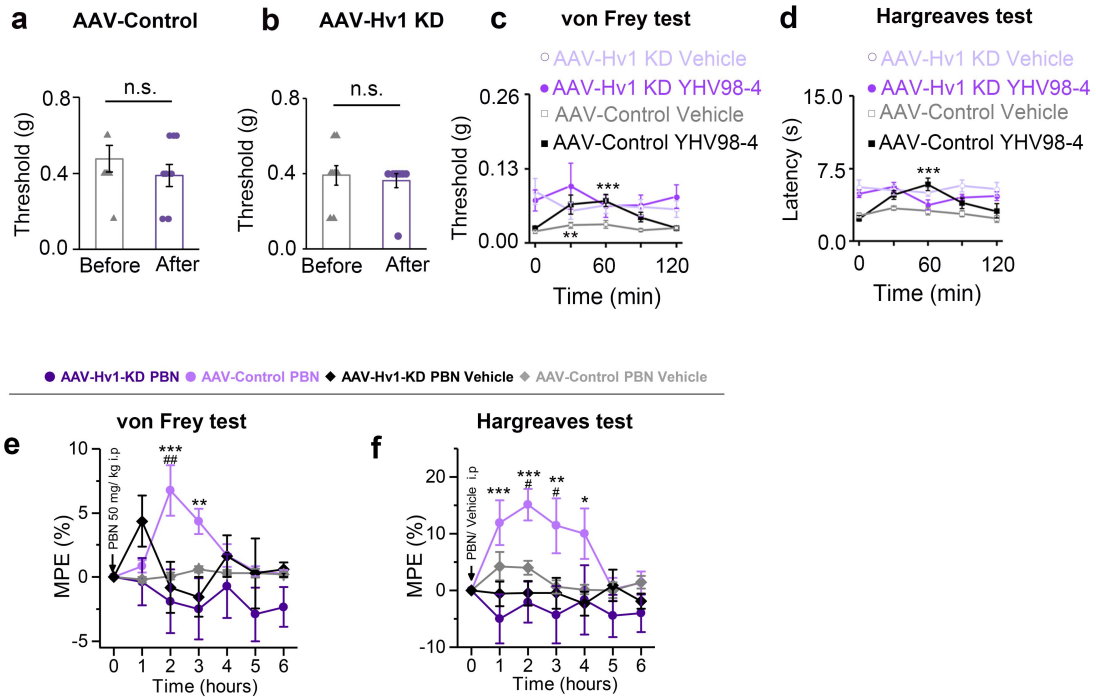 a
AAV-Control
n.s.
Threshold (g)
0.8
0.4
0.0
Before
After
b
AAV-Hv1 KD
n.s.
Threshold (g)
0.8
0.4
0.0
Before
After
c
von Frey test
AAV-Hv1 KD Vehicle
AAV-Hv1 KD YHV98-4
AAV-Control Vehicle
AAV-Control YHV98-4
Threshold (g)
0.26
0.13
0.00
***
**
0 60 120
Time (min)
d
Hargreaves test
AAV-Hv1 KD Vehicle
AAV-Hv1 KD YHV98-4
AAV-Control Vehicle
AAV-Control YHV98-4
Latency (s)
15.0
7.5
0.0
***
0 60 120
Time (min)
AAV-Hv1-KD PBN AAV-Control PBN AAV-Hv1-KD PBN Vehicle AAV-Control PBN Vehicle
e
von Frey test
MPE (%)
10
5
0
-5
PBN 50 mg/ kg i.p
***
##
**
0 1 2 3 4 5 6
Time (hours)
f
Hargreaves test
MPE (%)
20
10
0
-10
PBN/ Vehicle i.p
***
***
#
**
#
*
0 1 2 3 4 5 6
Time (hours)